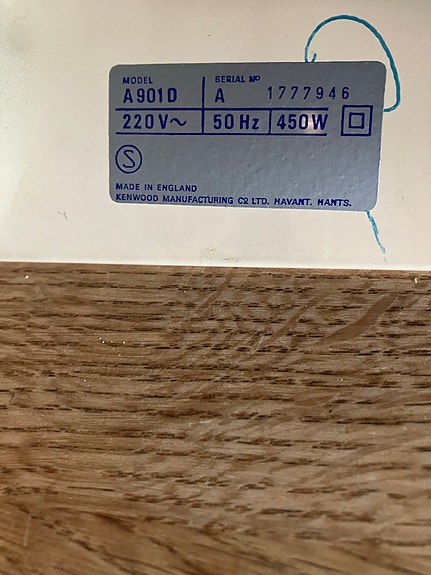 MODEL SERIAL Nº
A901D A 1777946
220V~ 50 Hz 450W
S
MADE IN ENGLAND
KENWOOD MANUFACTURING Cº LTD. HAVANT. HANTS.